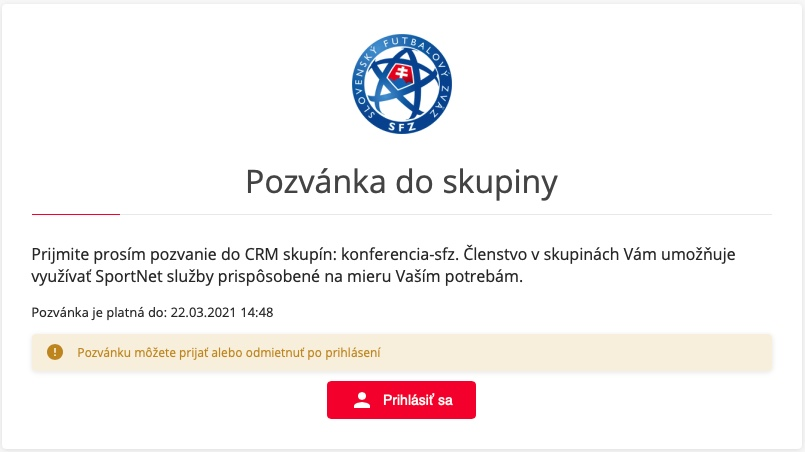 SLOVENSKÝ FUTBALOVÝ ZVÄZ
SFZ
Pozvánka do skupiny
Prijmite prosím pozvanie do CRM skupín: konferencia-sfz. Členstvo v skupinách Vám umožňuje
využívať SportNet služby prispôsobené na mieru Vaším potrebám.
Pozvánka je platná do: 22.03.2021 14:48
Pozvánku môžete prijať alebo odmietnuť po prihlásení
Prihlásiť sa